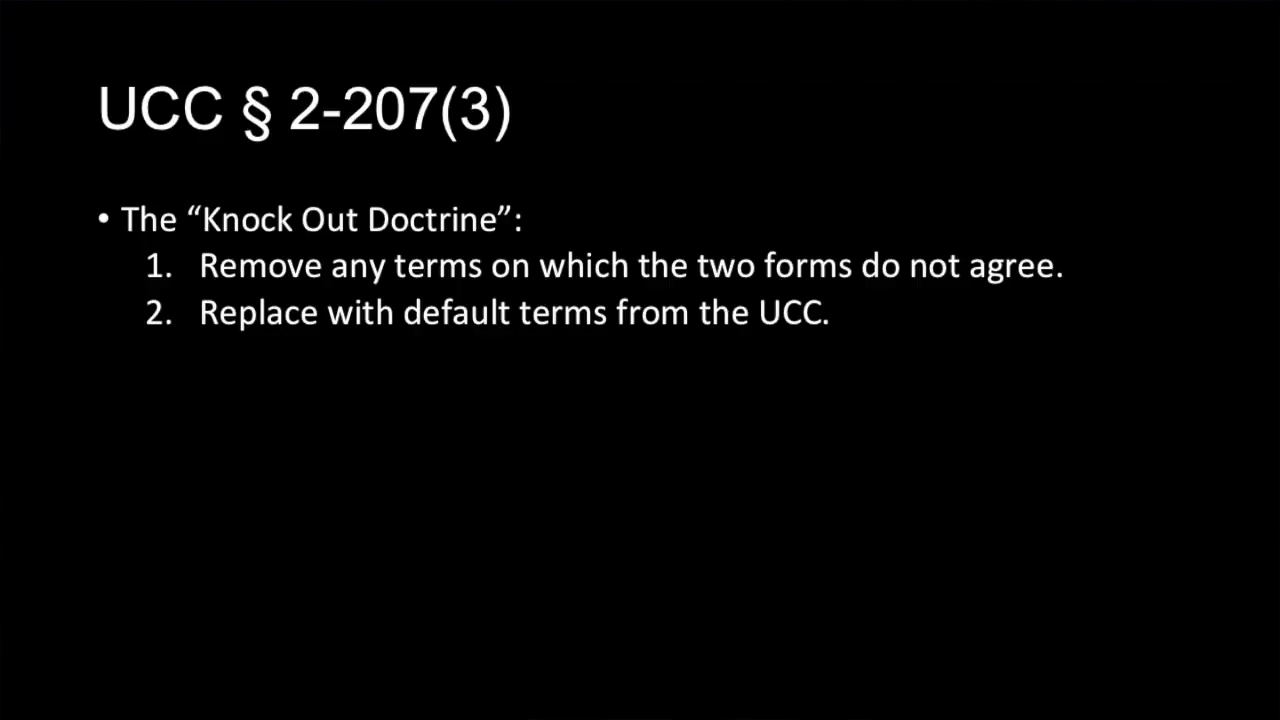 UCC § 2-207(3)
• The “Knock Out Doctrine”:
1. Remove any terms on which the two forms do not agree.
2. Replace with default terms from the UCC.